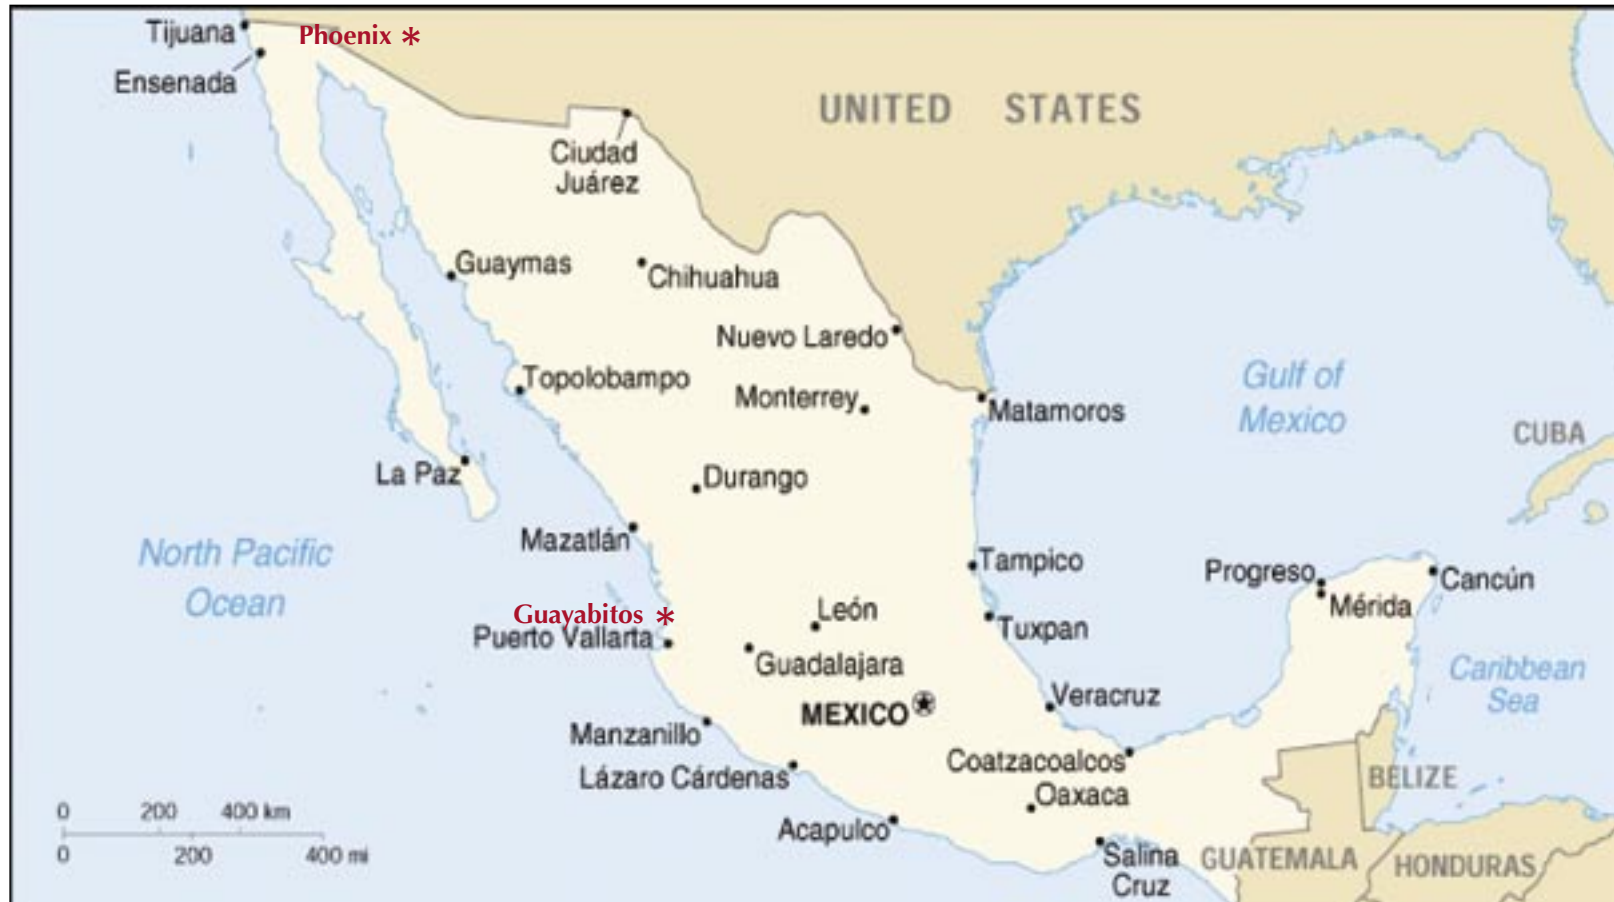 Tijuana
Phoenix *
Ensenada
UNITED STATES
Ciudad
Juárez
Guaymas
Chihuahua
Nuevo Laredo
Topolobampo
Monterrey
Matamoros
Gulf of
Mexico
CUBA
La Paz
Durango
Mazatlán
North Pacific
Ocean
Tampico
Progreso
Cancún
Mérida
León
Guayabitos *
Puerto Vallarta
Tuxpan
Guadalajara
Caribbean
Sea
Veracruz
MEXICO
Manzanillo
Coatzacoalcos
Lázaro Cárdenas
BELIZE
Oaxaca
0 200 400 km
Acapulco
0 200 400 mi
Salina
Cruz
GUATEMALA
HONDURAS